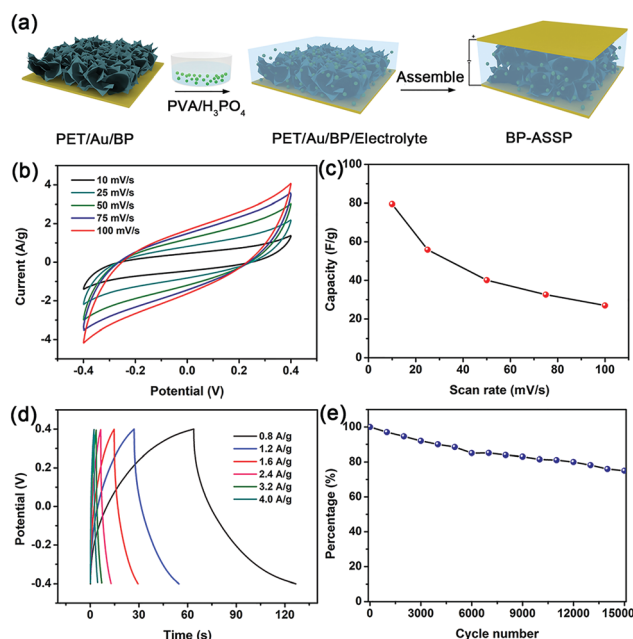 (a)
PVA/H₃PO₄
Assemble
+
-
PET/Au/BP
PET/Au/BP/Electrolyte
BP-ASSP
(b)
10 mV/s
25 mV/s
50 mV/s
75 mV/s
100 mV/s
Current (A/g)
4
2
0
-2
-4
-0.4
-0.2
0.0
0.2
0.4
Potential (V)
(c)
Capacity (F/g)
100
80
60
40
20
0
0
20
40
60
80
100
Scan rate (mV/s)
(d)
0.8 A/g
1.2 A/g
1.6 A/g
2.4 A/g
3.2 A/g
4.0 A/g
Potential (V)
0.4
0.0
-0.4
0
30
60
90
120
Time (s)
(e)
Percentage (%)
100
80
60
40
20
0
0
3000
6000
9000
12000
15000
Cycle number